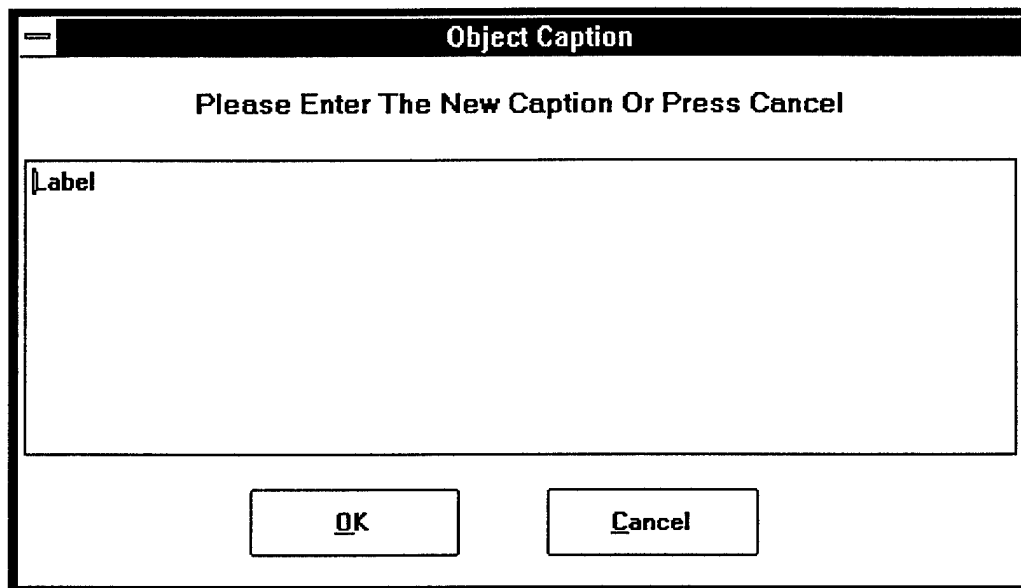 Object Caption
Please Enter The New Caption Or Press Cancel
Label
OK
Cancel